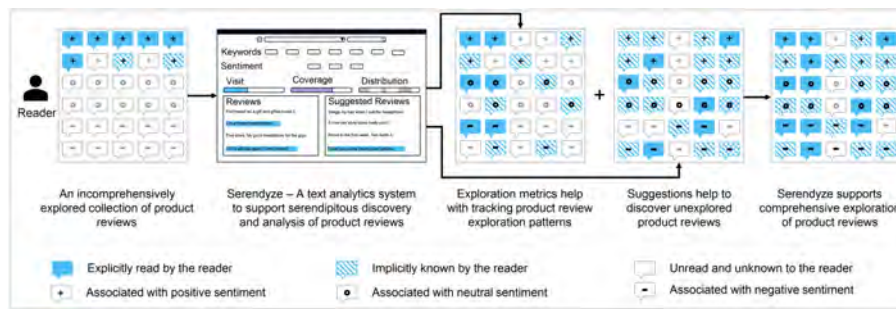 Reader
Keywords
Sentiment
Visit
Coverage
Distribution
Reviews
Suggested Reviews
An incomprehensively
explored collection of product
reviews
Serendyze – A text analytics system
to support serendipitous discovery
and analysis of product reviews
Exploration metrics help
with tracking product review
exploration patterns
+
Suggestions help to
discover unexplored
product reviews
Serendyze supports
comprehensive exploration
of product reviews
Explicitly read by the reader
Implicitly known by the reader
Unread and unknown to the reader
Associated with positive sentiment
Associated with neutral sentiment
Associated with negative sentiment